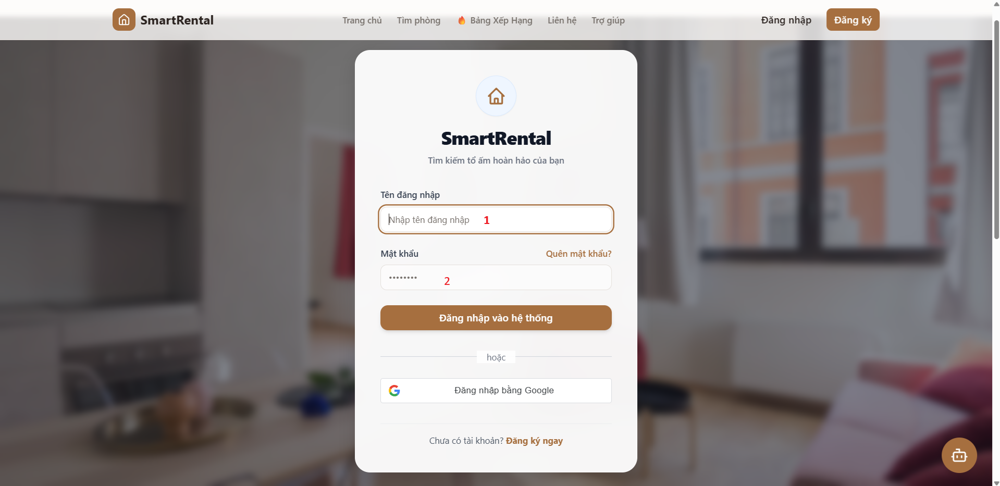 SmartRental
Trang chủ
Tìm phòng
Bảng Xếp Hạng
Liên hệ
Trợ giúp
Đăng nhập
Đăng ký
SmartRental
Tìm kiếm tổ ấm hoàn hảo của bạn
Tên đăng nhập
Nhập tên đăng nhập 1
Mật khẩu
Quên mật khẩu?
•••••••• 2
Đăng nhập vào hệ thống
hoặc
Đăng nhập bằng Google
Chưa có tài khoản? Đăng ký ngay